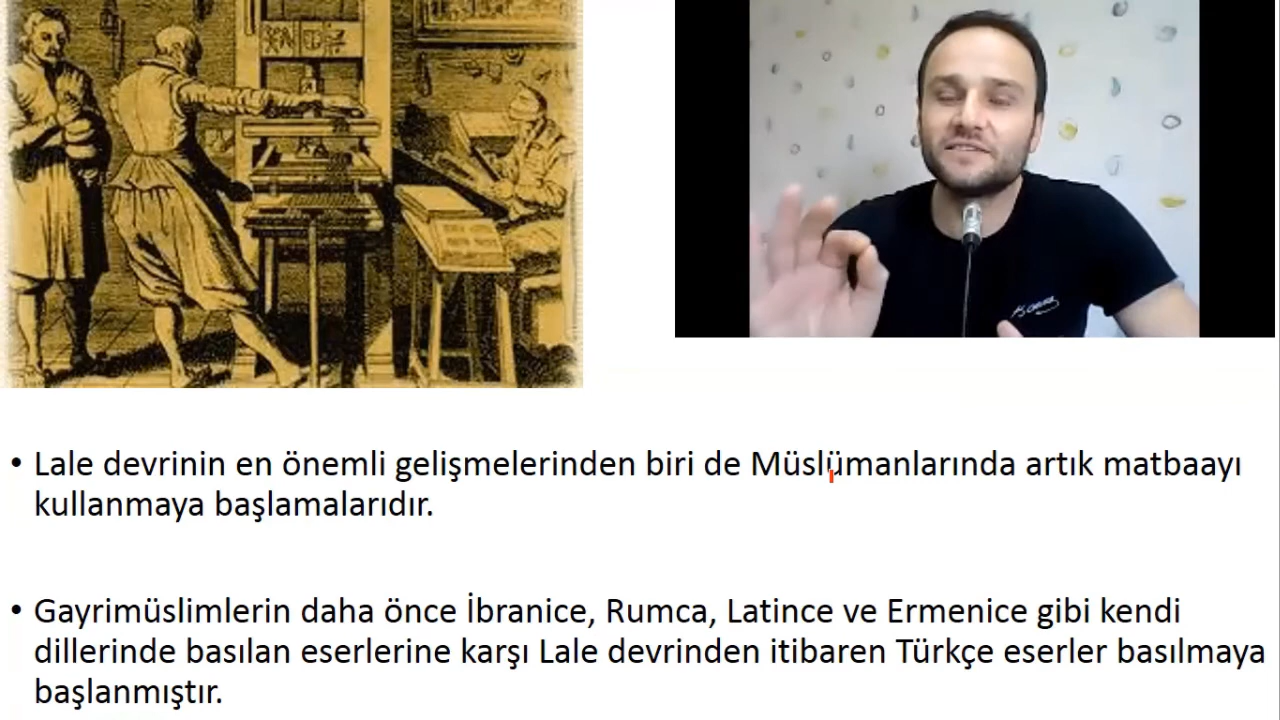 • Lale devrinin en önemli gelişmelerinden biri de Müslümanlarında artık matbaayı
kullanmaya başlamalarıdır.
• Gayrimüslimlerin daha önce İbranice, Rumca, Latince ve Ermenice gibi kendi
dillerinde basılan eserlerine karşı Lale devrinden itibaren Türkçe eserler basılmaya
başlanmıştır.